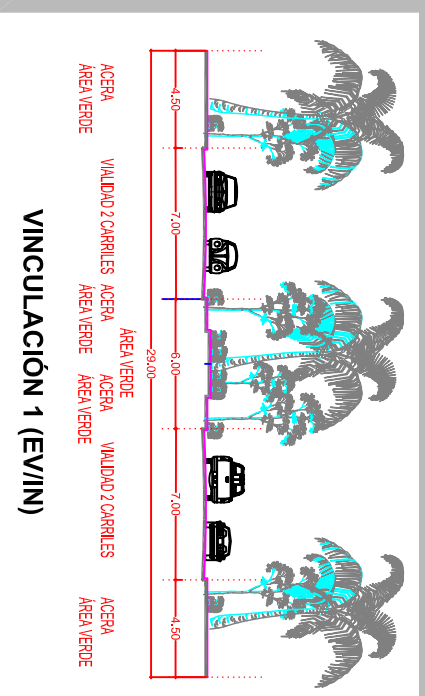 4.50
7.00
6.00
7.00
4.50
29.00
ÁREA VERDE
ACERA
ÁREA VERDE
VIALIDAD 2 CARRILES
ACERA
ÁREA VERDE
ACERA
ÁREA VERDE
VIALIDAD 2 CARRILES
ACERA
ÁREA VERDE
VINCULACIÓN 1 (EV/IN)